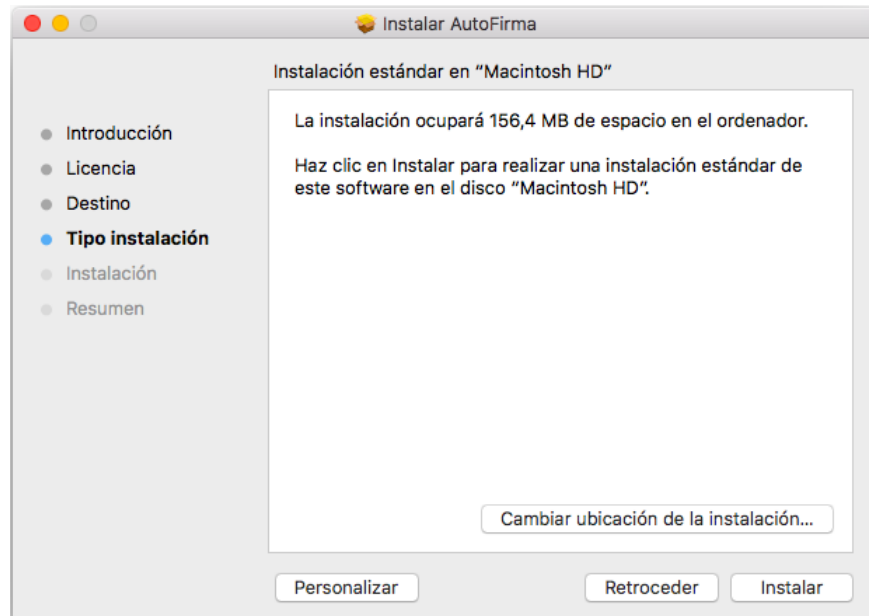 Instalar AutoFirma
Instalación estándar en “Macintosh HD”
Introducción
Licencia
Destino
Tipo instalación
Instalación
Resumen
La instalación ocupará 156,4 MB de espacio en el ordenador.
Haz clic en Instalar para realizar una instalación estándar de
este software en el disco “Macintosh HD”.
Cambiar ubicación de la instalación...
Personalizar
Retroceder
Instalar